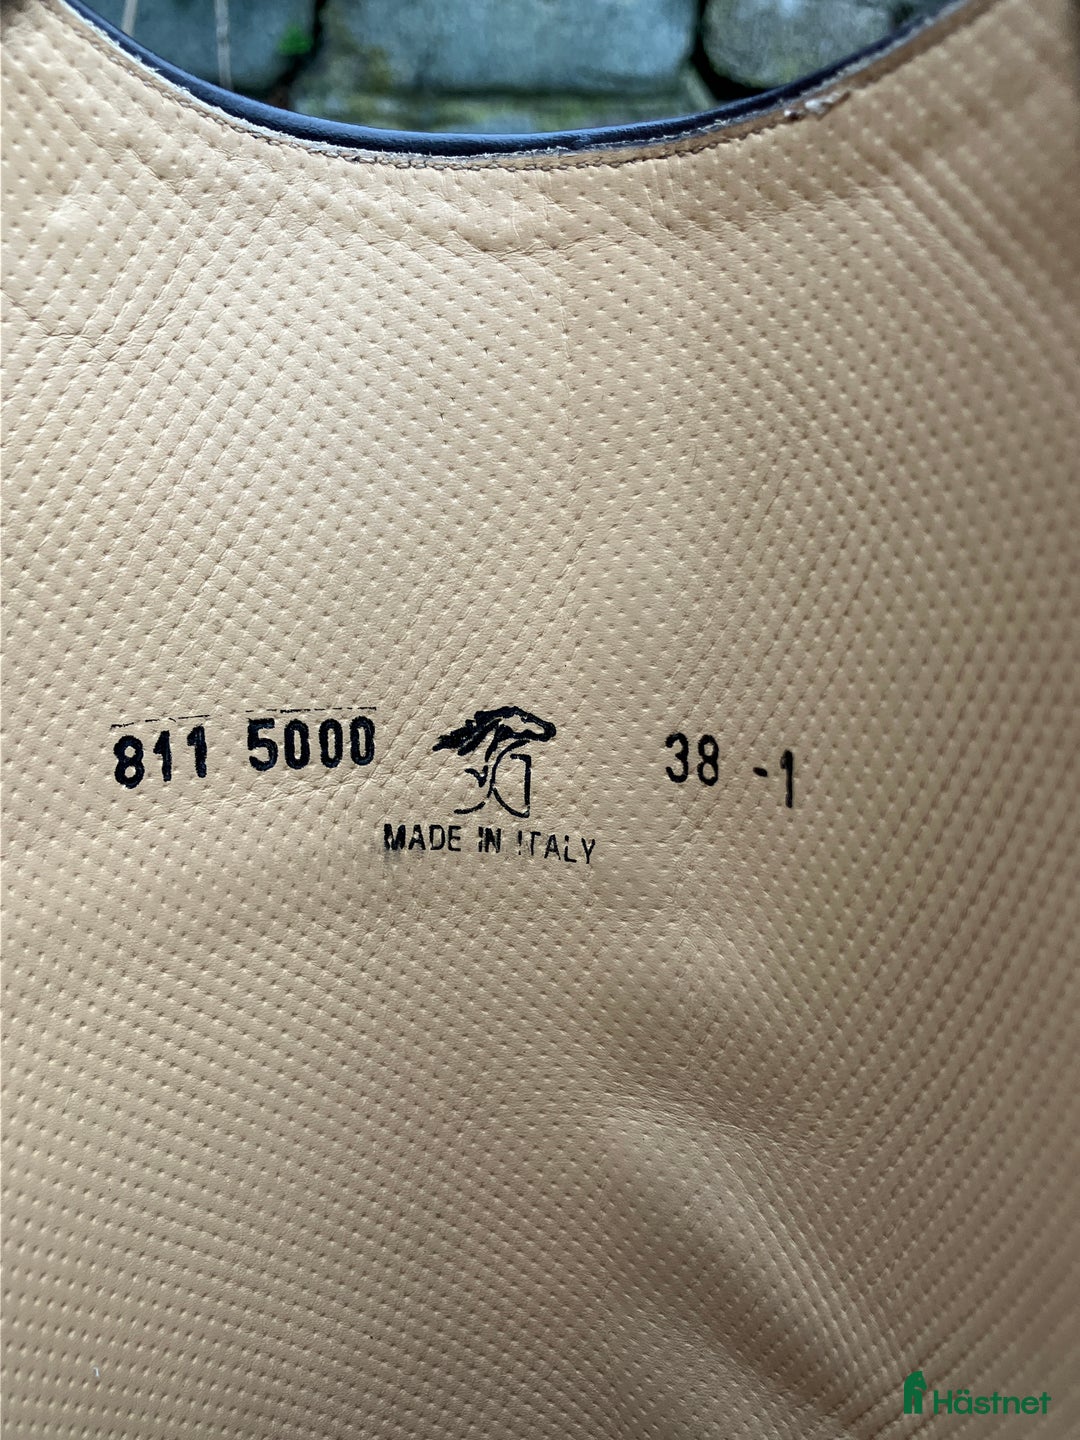 811 5000 38 -1
MADE IN ITALY
Hästnet